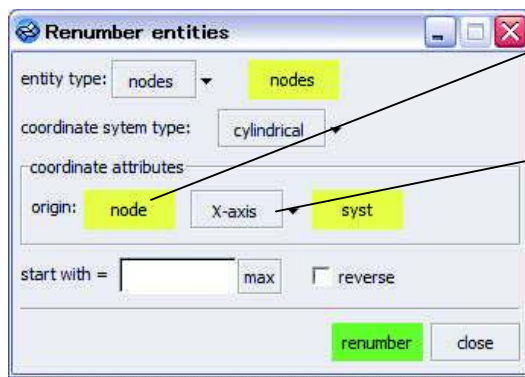 Renumber entities
entity type: nodes nodes
coordinate sytem type: cylindrical
coordinate attributes
origin: node X-axis syst
start with = max reverse
renumber close